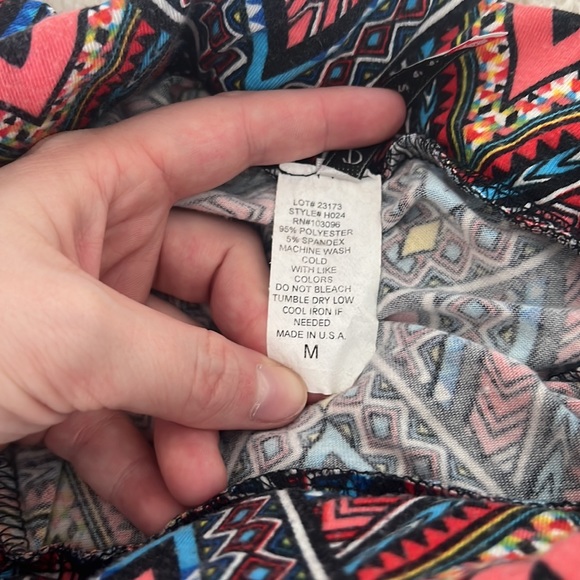 LOT# 23173
STYLE# H024
RN#103096
95% POLYESTER
5% SPANDEX
MACHINE WASH
COLD
WITH LIKE
COLORS
DO NOT BLEACH
TUMBLE DRY LOW
COOL IRON IF
NEEDED
MADE IN U.S.A.
M